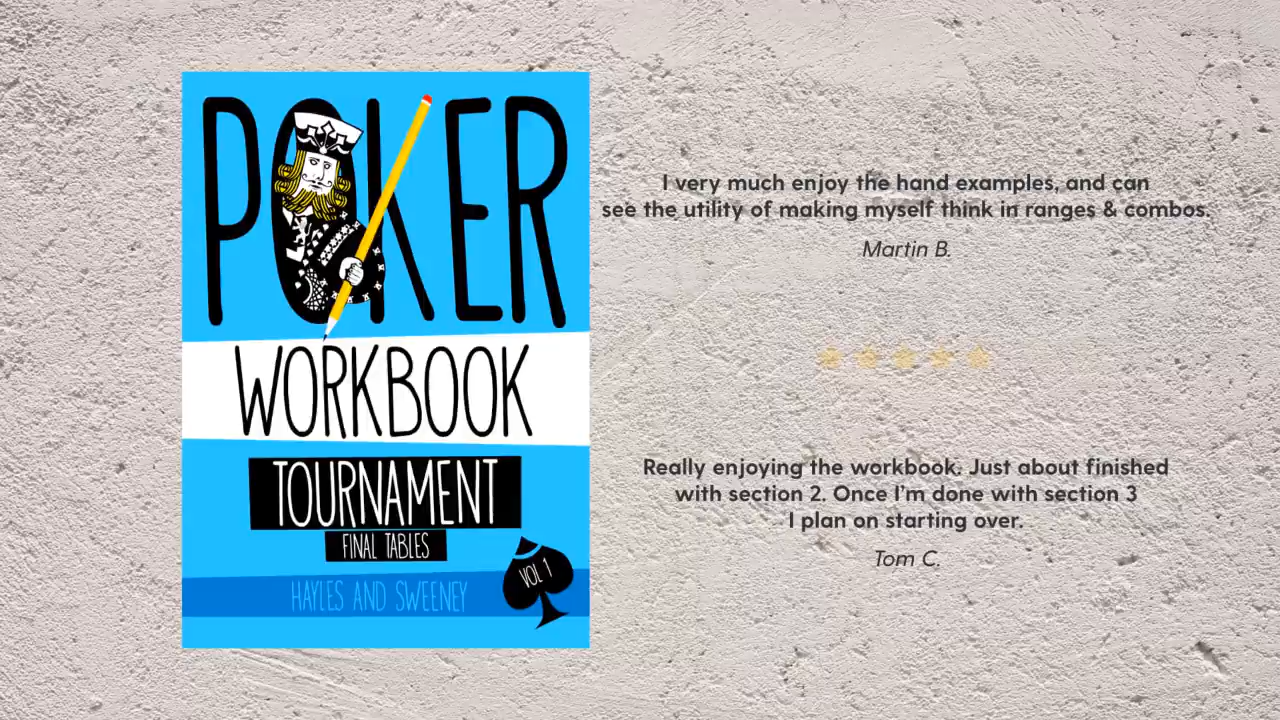 POKER
WORKBOOK
TOURNAMENT
FINAL TABLES
VOL 1
HAYLES AND SWEENEY
I very much enjoy the hand examples, and can
see the utility of making myself think in ranges & combos.
Martin B.
Really enjoying the workbook. Just about finished
with section 2. Once I'm done with section 3
I plan on starting over.
Tom C.